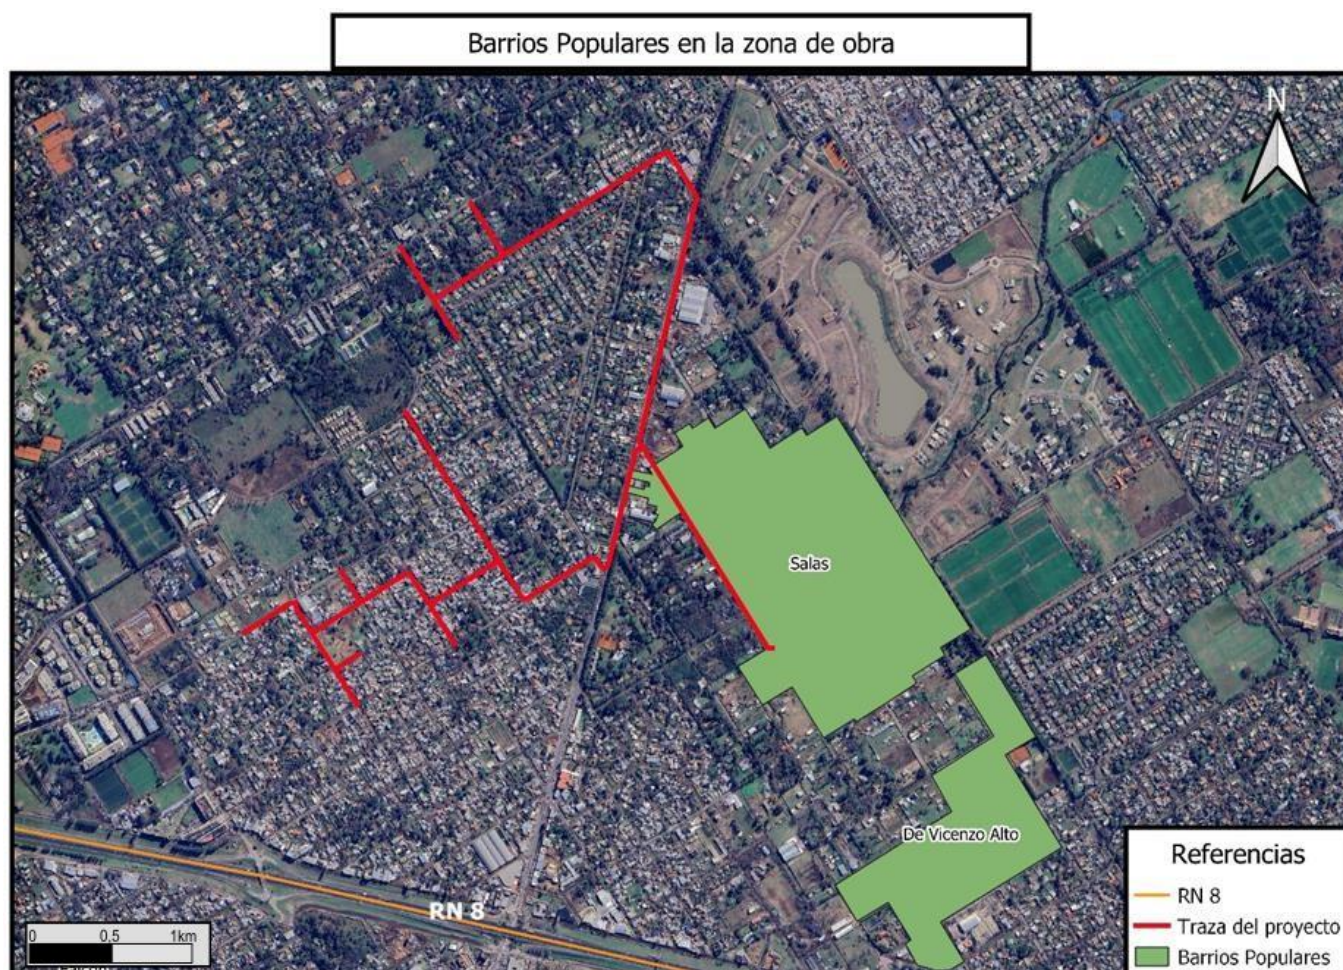 Barrios Populares en la zona de obra
N
Salas
De Vicenzo Alto
RN 8
0 0,5 1km
Referencias
RN 8
Traza del proyecto
Barrios Populares